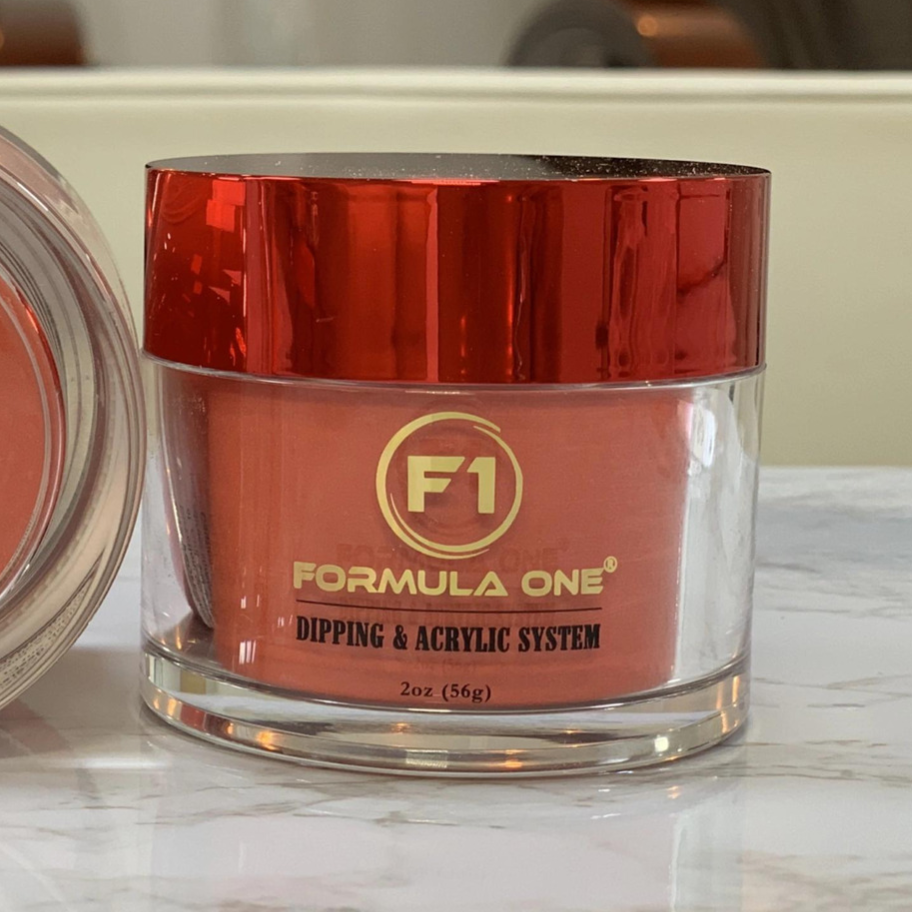 F1
FORMULA ONE®
DIPPING & ACRYLIC SYSTEM
2oz (56g)